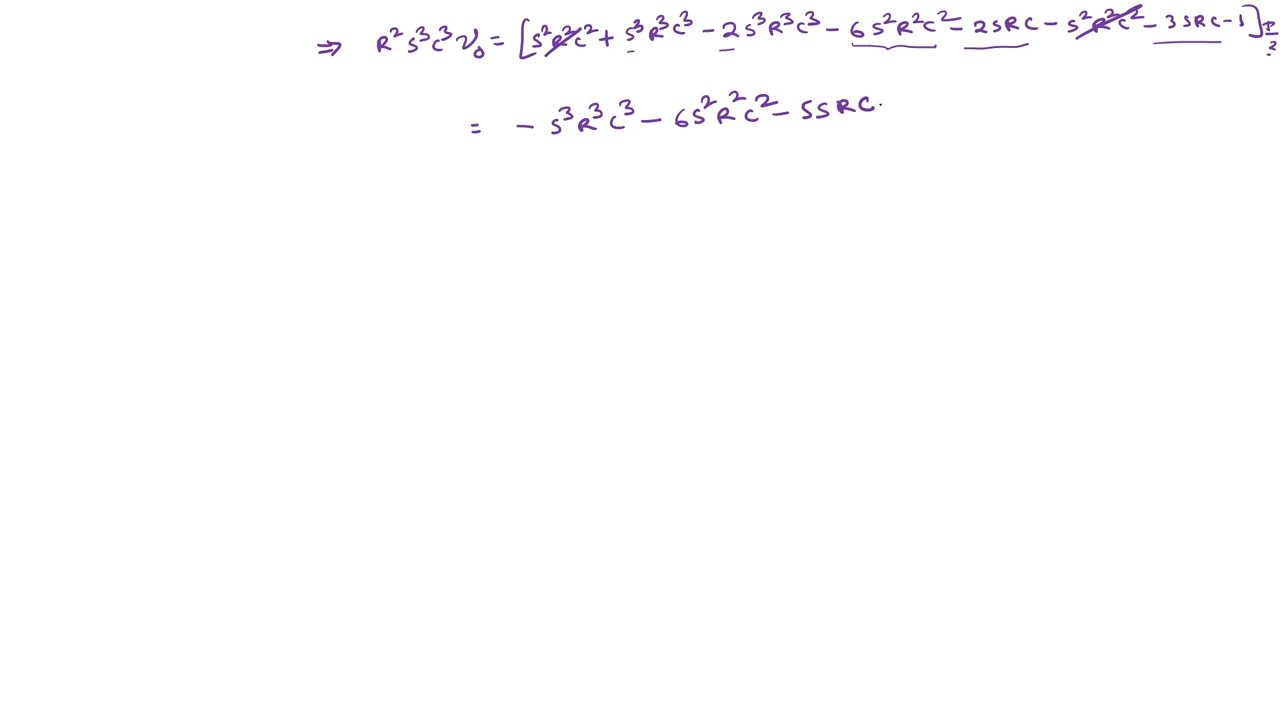 ⇒ R²s³c³v₀ = [s²R²c² + s³R³c³ - 2s³R³c³ - 6s²R²c² - 2sRc - s²R²c² - 3sRc - 1]
= - s³R³c³ - 6s²R²c² - 5sRc.